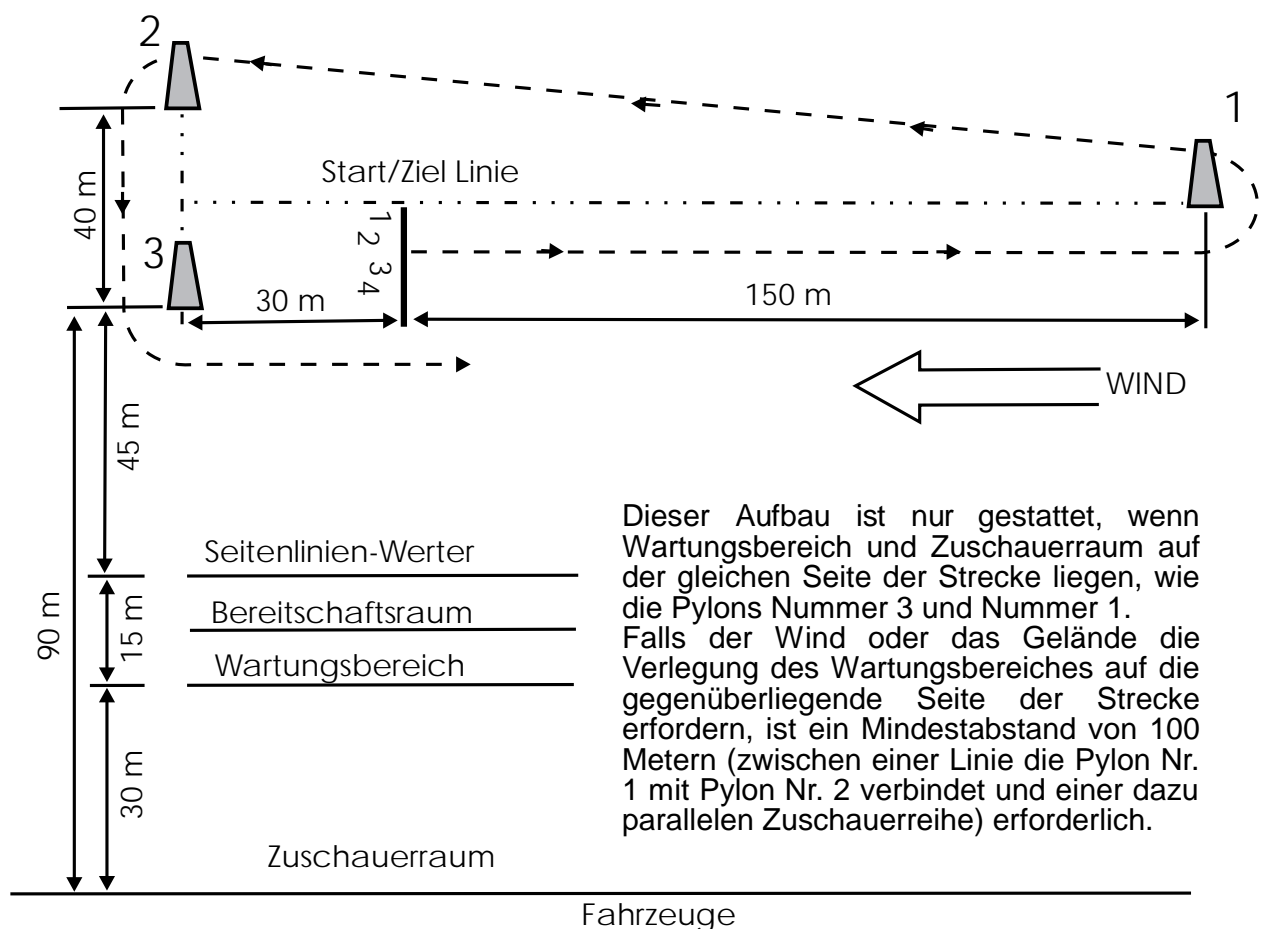 2
1
Start/Ziel Linie
40 m
1
2
3
4
3
30 m
150 m
WIND
45 m
90 m
Seitenlinien-Werter
Bereitschaftsraum
15 m
Wartungsbereich
30 m
Dieser Aufbau ist nur gestattet, wenn
Wartungsbereich und Zuschauerraum auf
der gleichen Seite der Strecke liegen, wie
die Pylons Nummer 3 und Nummer 1.
Falls der Wind oder das Gelände die
Verlegung des Wartungsbereiches auf die
gegenüberliegende Seite der Strecke
erfordern, ist ein Mindestabstand von 100
Metern (zwischen einer Linie die Pylon Nr.
1 mit Pylon Nr. 2 verbindet und einer dazu
parallelen Zuschauerreihe) erforderlich.
Zuschauerraum
Fahrzeuge